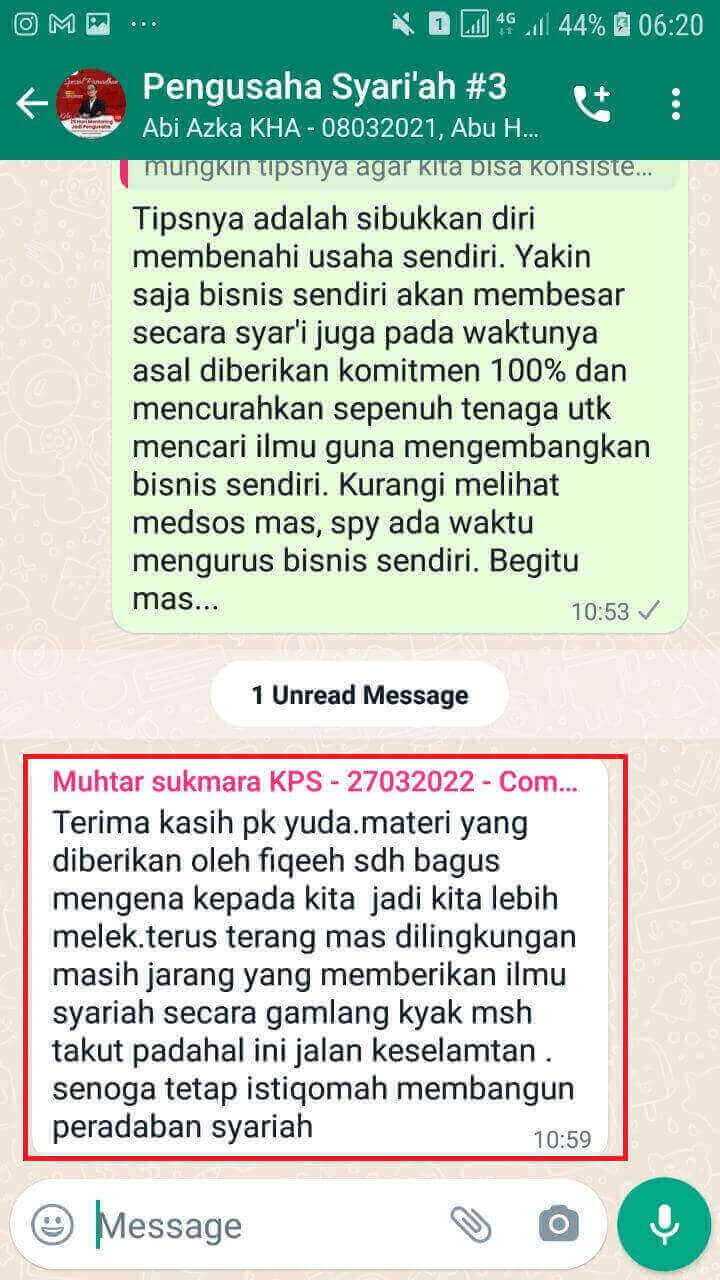 1 4G 44% 06:20
Pengusaha Syari'ah #3
Abi Azka KHA - 08032021, Abu H...
mungkin tipsnya agar kita bisa konsiste...
Tipsnya adalah sibukkan diri
membenahi usaha sendiri. Yakin
saja bisnis sendiri akan membesar
secara syar'i juga pada waktunya
asal diberikan komitmen 100% dan
mencurahkan sepenuh tenaga utk
mencari ilmu guna mengembangkan
bisnis sendiri. Kurangi melihat
medsos mas, spy ada waktu
mengurus bisnis sendiri. Begitu
mas...
10:53
1 Unread Message
Muhtar sukmara KPS - 27032022 - Com...
Terima kasih pk yuda.materi yang
diberikan oleh fiqeeh sdh bagus
mengena kepada kita jadi kita lebih
melek.terus terang mas dilingkungan
masih jarang yang memberikan ilmu
syariah secara gamlang kyak msh
takut padahal ini jalan keselamtan .
senoga tetap istiqomah membangun
peradaban syariah
10:59
Message